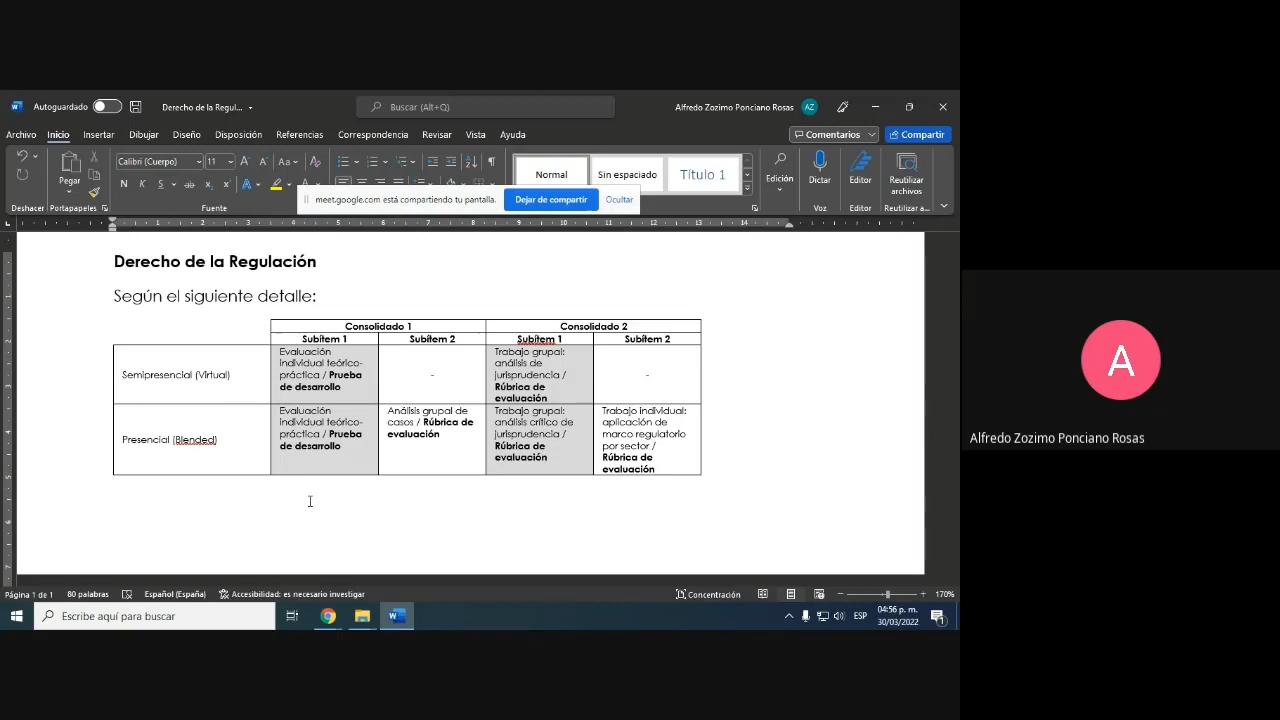 Autoguardado
Derecho de la Regul...
Buscar (Alt+Q)
Alfredo Zozimo Ponciano Rosas
AZ
Archivo Inicio Insertar Dibujar Diseño Disposición Referencias Correspondencia Revisar Vista Ayuda
Comentarios
Compartir
Pegar
Calibri (Cuerpo) 11
N K S
Normal
Sin espaciado
Título 1
Edición
Dictar
Editor
Reutilizar
archivos
meet.google.com está compartiendo tu pantalla.
Dejar de compartir
Ocultar
Deshacer Portapapeles Fuente Voz Editor Reutilizar a...
Derecho de la Regulación
Según el siguiente detalle:
Consolidado 1 Consolidado 2
Subítem 1 Subítem 2 Subítem 1 Subítem 2
Semipresencial (Virtual)
Evaluación
individual teórico-
práctica / Prueba
de desarrollo
-
Trabajo grupal:
análisis de
jurisprudencia /
Rúbrica de
evaluación
-
Presencial (Blended)
Evaluación
individual teórico-
práctica / Prueba
de desarrollo
Análisis grupal de
casos / Rúbrica de
evaluación
Trabajo grupal:
análisis crítico de
jurisprudencia /
Rúbrica de
evaluación
Trabajo individual:
aplicación de
marco regulatorio
por sector /
Rúbrica de
evaluación
A
Alfredo Zozimo Ponciano Rosas
Página 1 de 1 80 palabras Español (España) Accesibilidad: es necesario investigar
Concentración
170%
Escribe aquí para buscar
ESP
04:56 p. m.
30/03/2022
1